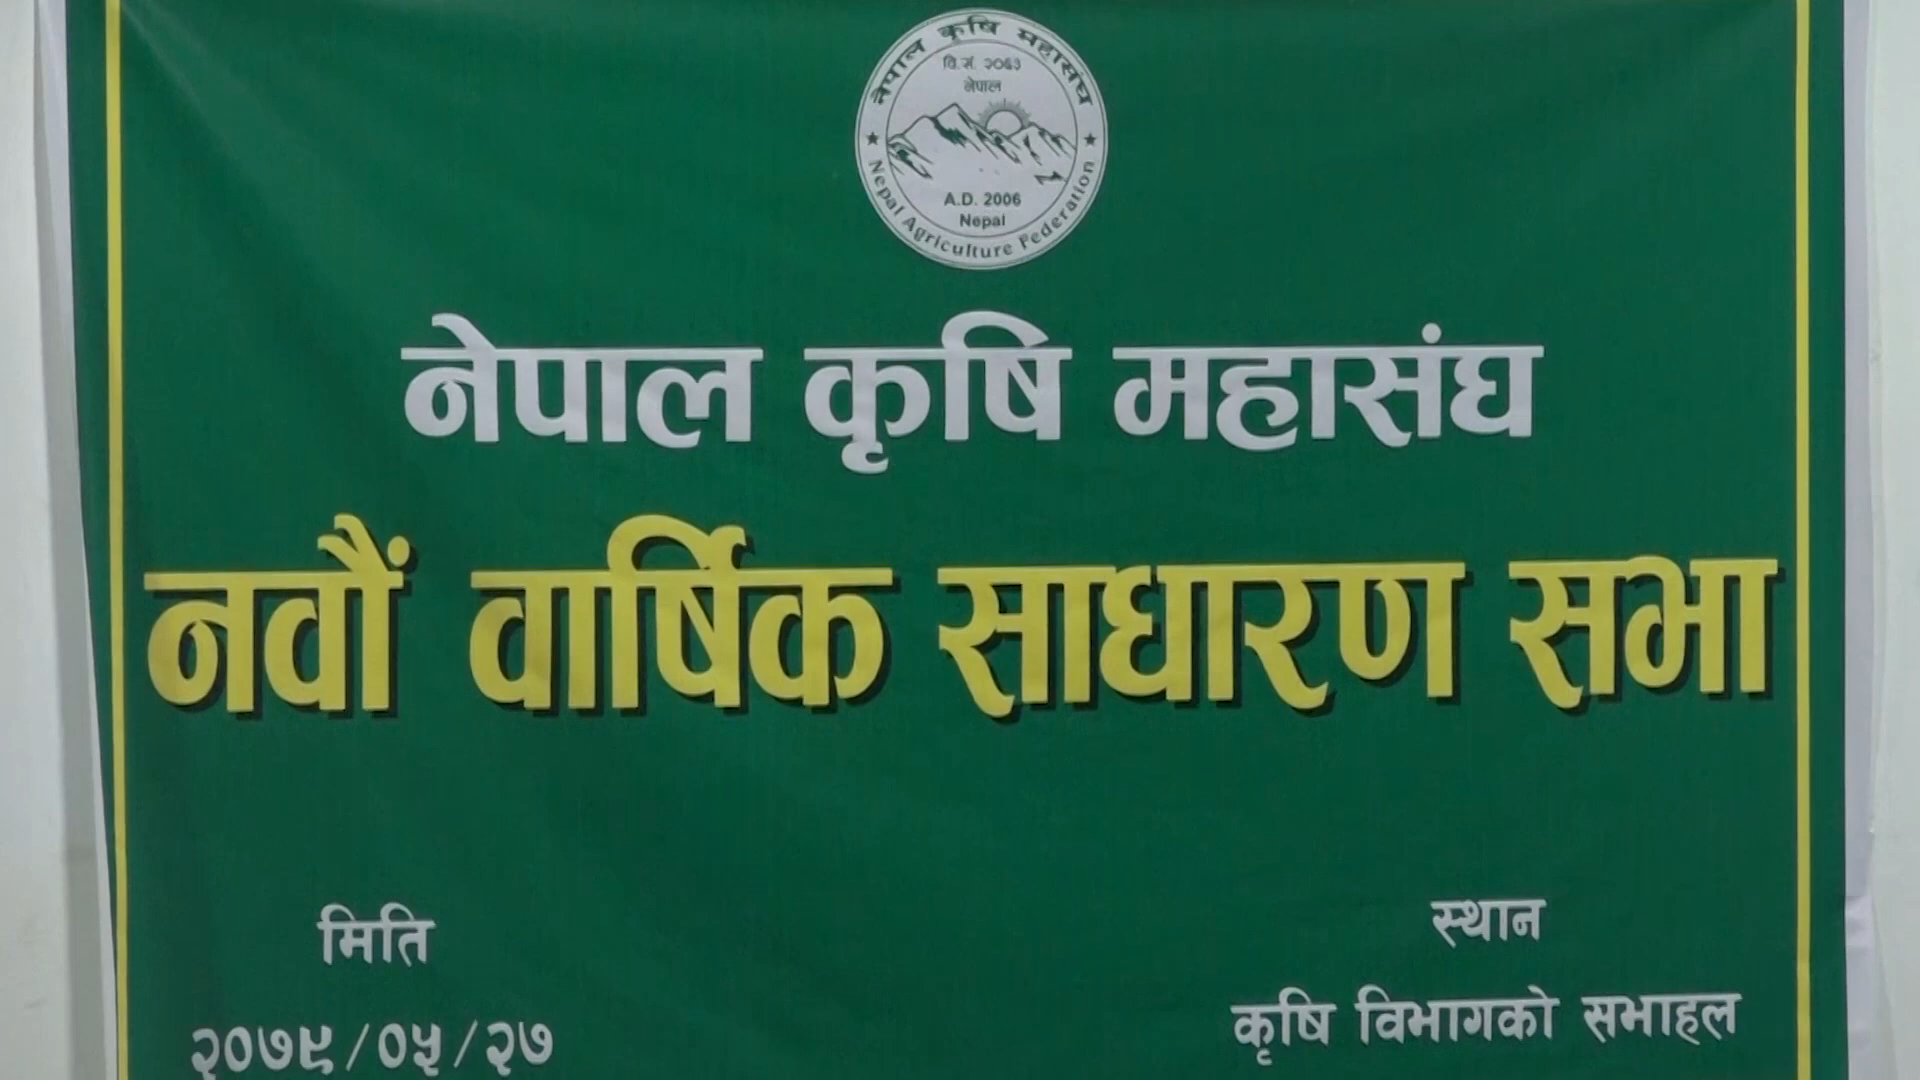 नेपाल कृषि महासंघ
वि.सं. २०६३
नेपाल
A.D. 2006
Nepal
Nepal Agriculture Federation
नेपाल कृषि महासंघ
नवौं वार्षिक साधारण सभा
मिति
२०७९/०५/२७
स्थान
कृषि विभागको सभाहल